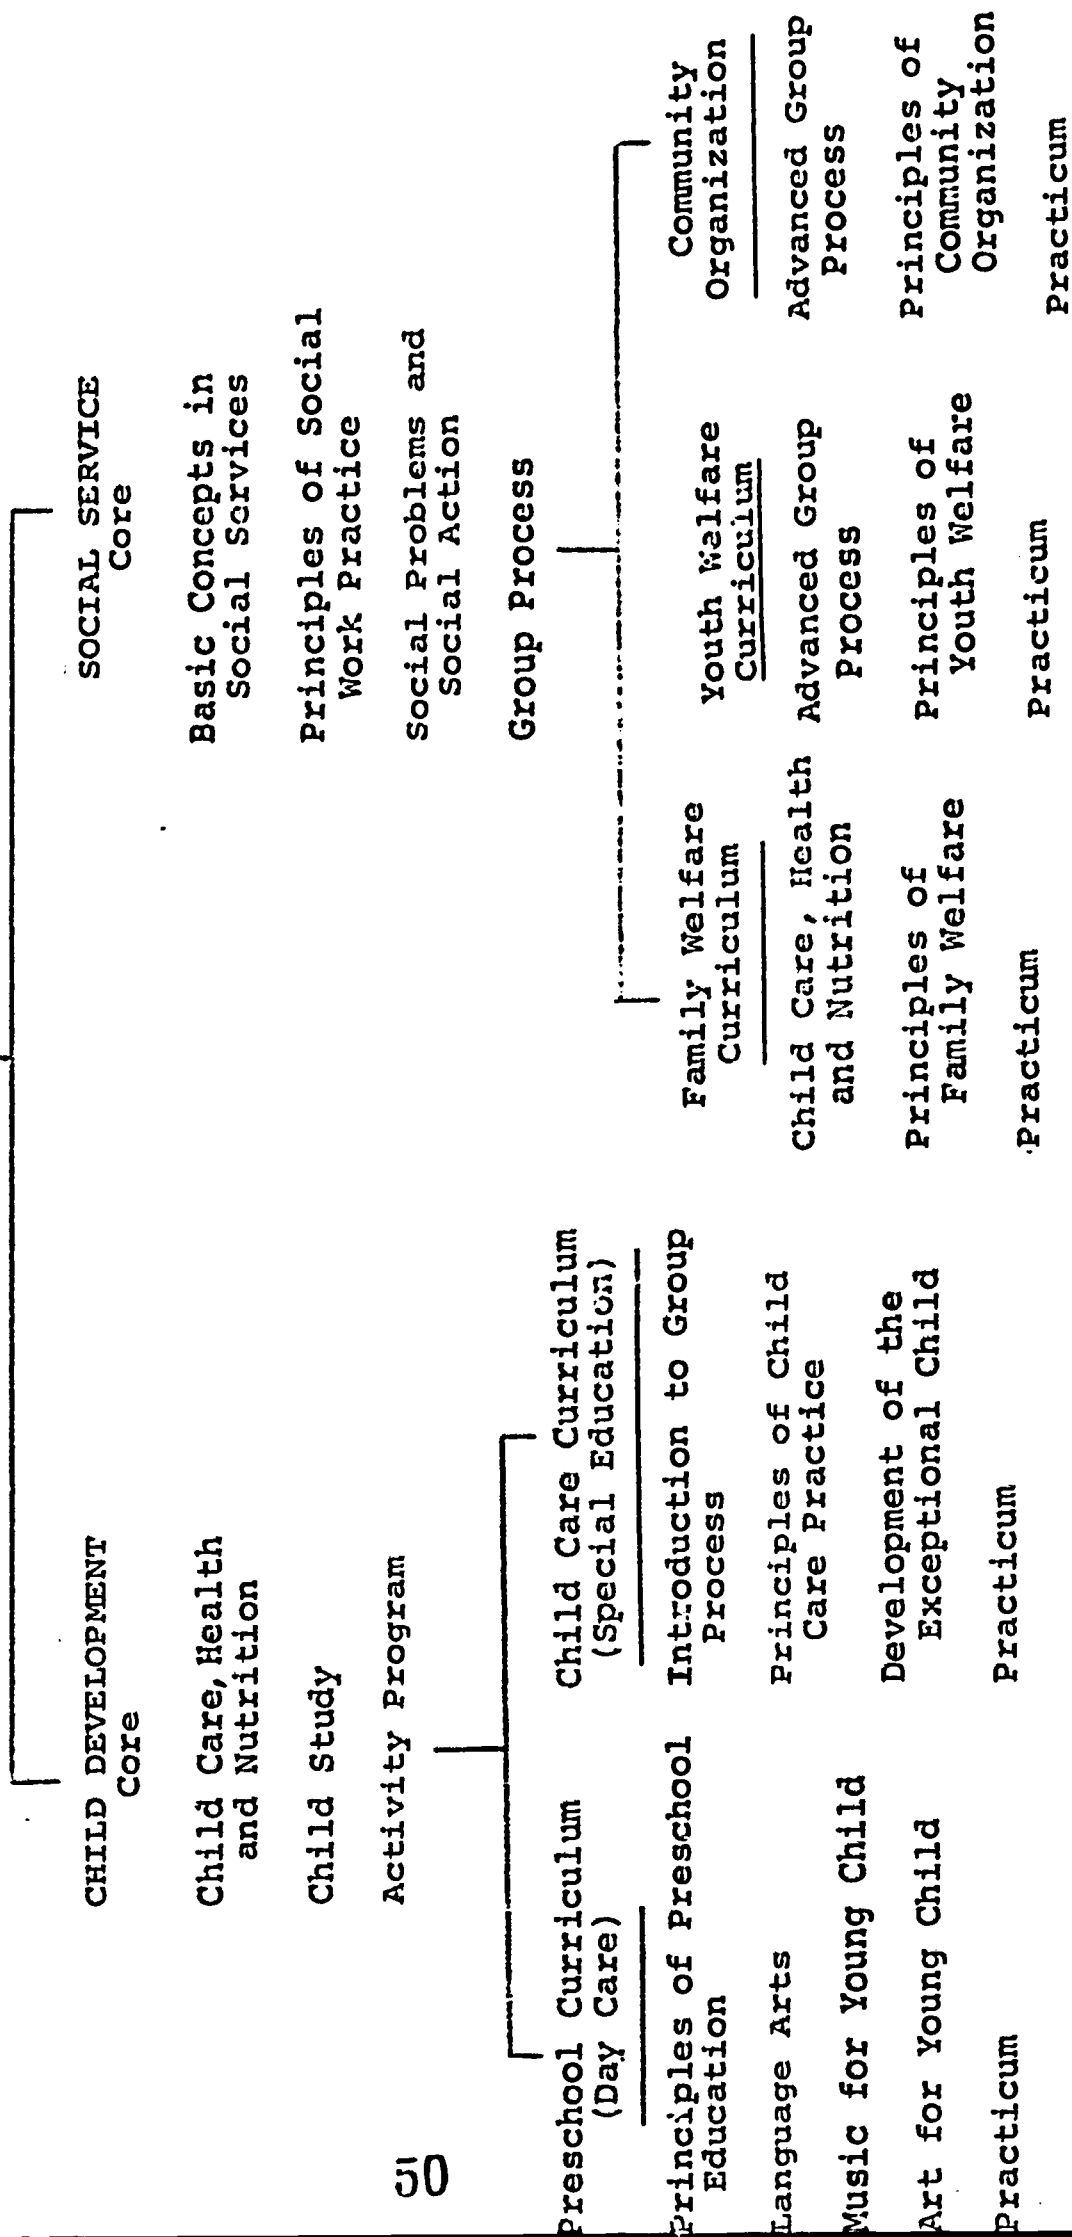 CHILD DEVELOPMENT
Core
Child Care, Health
and Nutrition
Child Study
Activity Program
Preschool Curriculum
(Day Care)
Principles of Preschool
Education
Language Arts
Music for Young Child
Art for Young Child
Practicum
Child Care Curriculum
(Special Education)
Introduction to Group
Process
Principles of Child
Care Practice
Development of the
Exceptional Child
Practicum
SOCIAL SERVICE
Core
Basic Concepts in
Social Services
Principles of Social
Work Practice
Social Problems and
Social Action
Group Process
Family Welfare
Curriculum
Child Care, Health
and Nutrition
Principles of
Family Welfare
Practicum
Youth Welfare
Curriculum
Advanced Group
Process
Principles of
Youth Welfare
Practicum
Community
Organization
Advanced Group
Process
Principles of
Community
Organization
Practicum
50